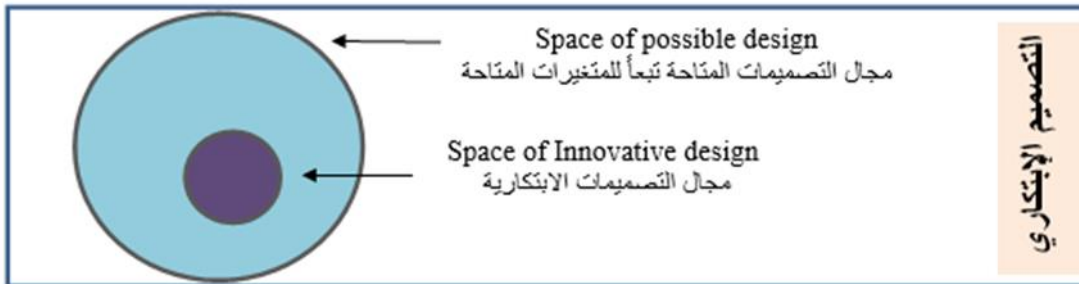 Space of possible design
مجال التصميمات المتاحة تبعاً للمتغيرات المتاحة
Space of Innovative design
مجال التصميمات الابتكارية
التصميم الإبتكاري